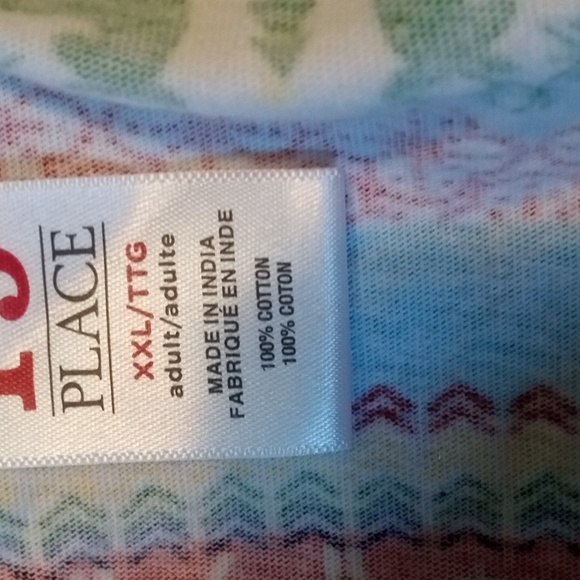 PLACE
XXL/TTG
adult/adulte
MADE IN INDIA
FABRIQUÉ EN INDE
100% COTTON
100% COTON